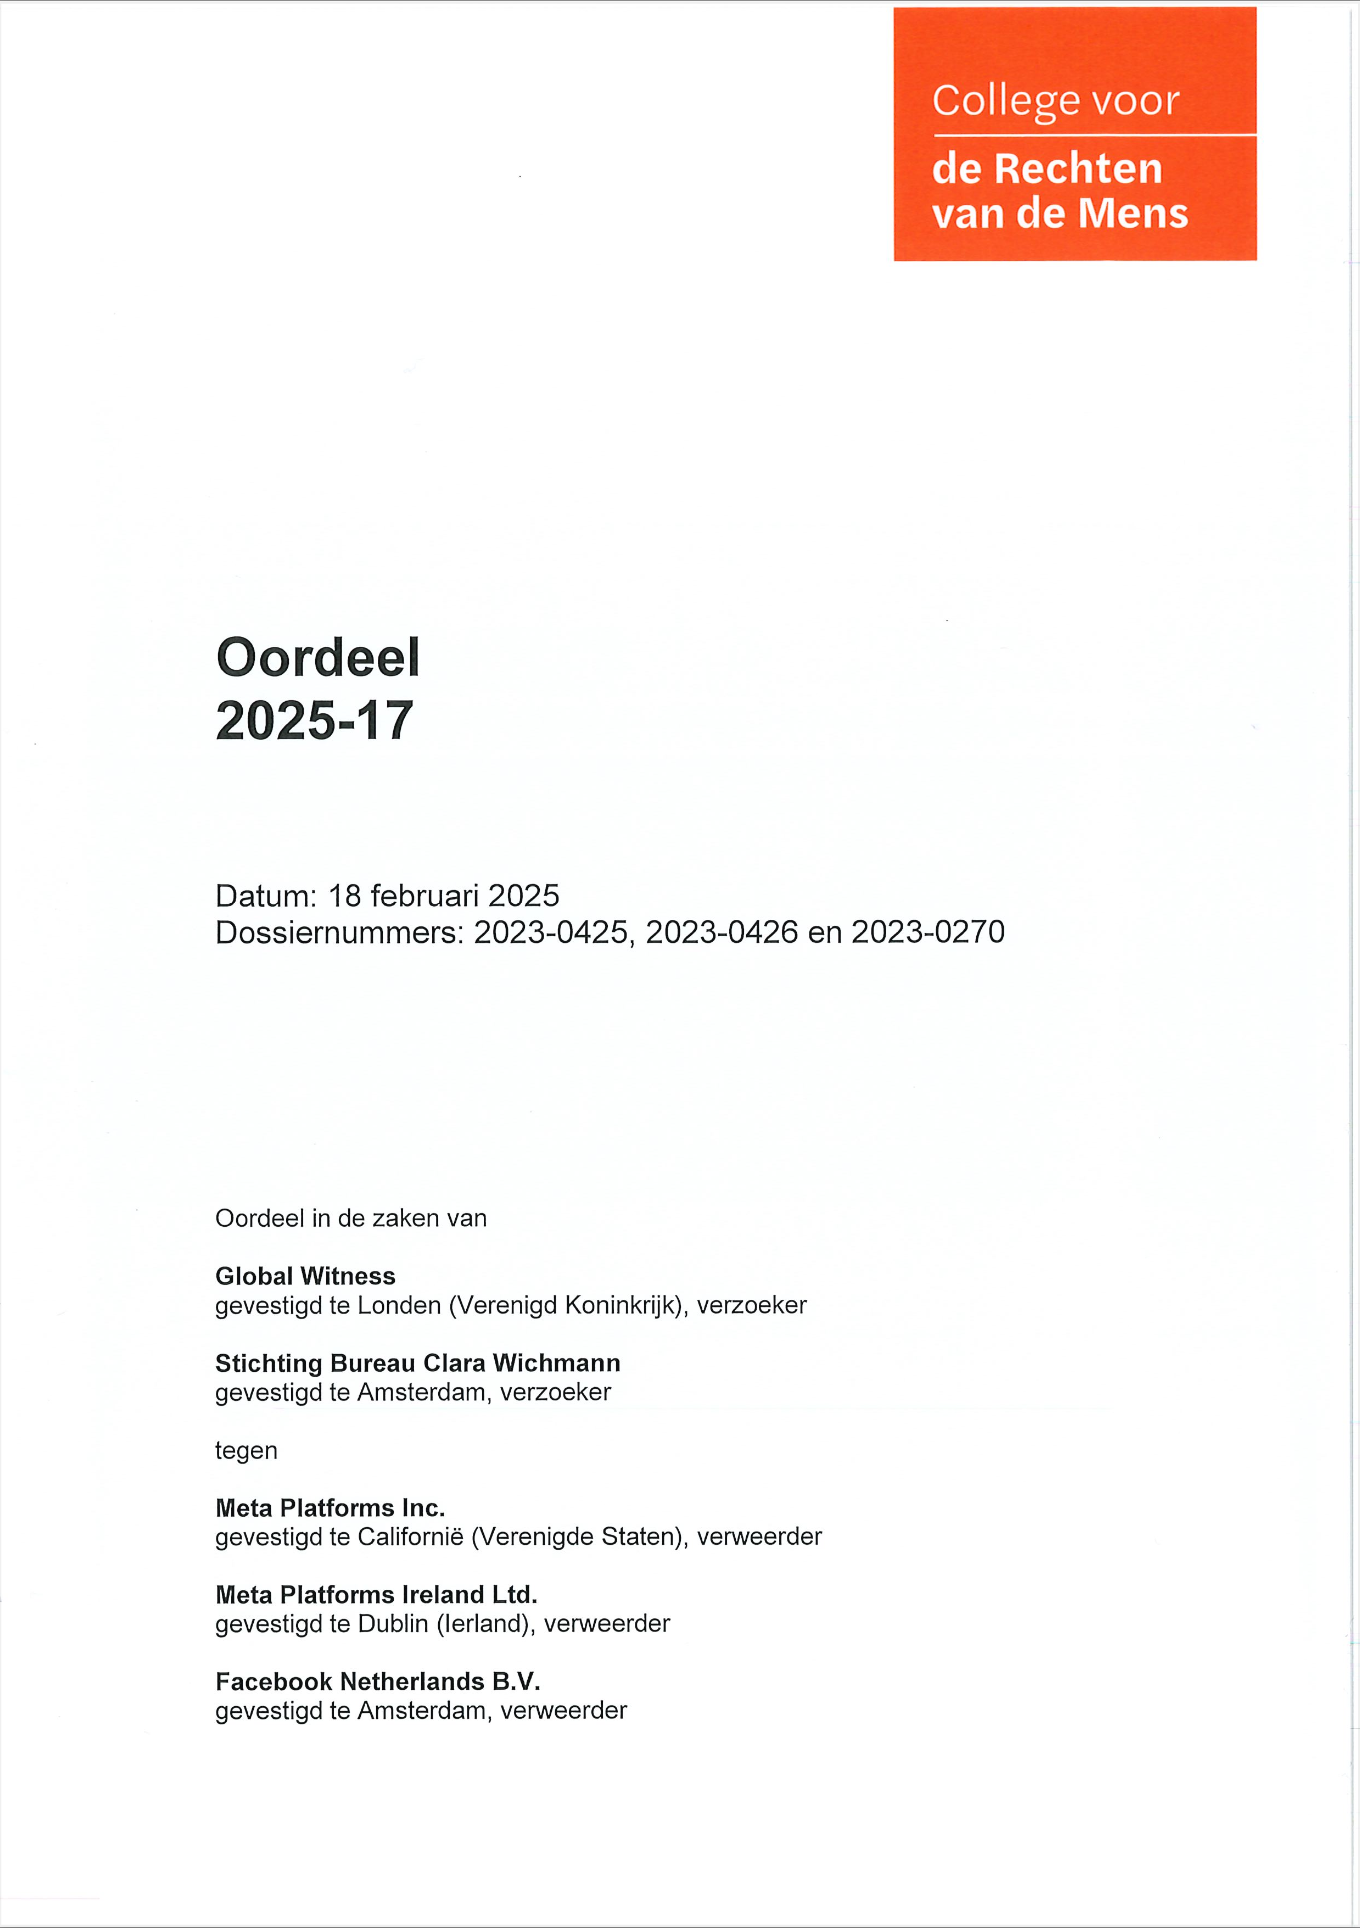 College voor
de Rechten
van de Mens
Oordeel
2025-17
Datum: 18 februari 2025
Dossiernummers: 2023-0425, 2023-0426 en 2023-0270
Oordeel in de zaken van
Global Witness
gevestigd te Londen (Verenigd Koninkrijk), verzoeker
Stichting Bureau Clara Wichmann
gevestigd te Amsterdam, verzoeker
tegen
Meta Platforms Inc.
gevestigd te Californië (Verenigde Staten), verweerder
Meta Platforms Ireland Ltd.
gevestigd te Dublin (Ierland), verweerder
Facebook Netherlands B.V.
gevestigd te Amsterdam, verweerder